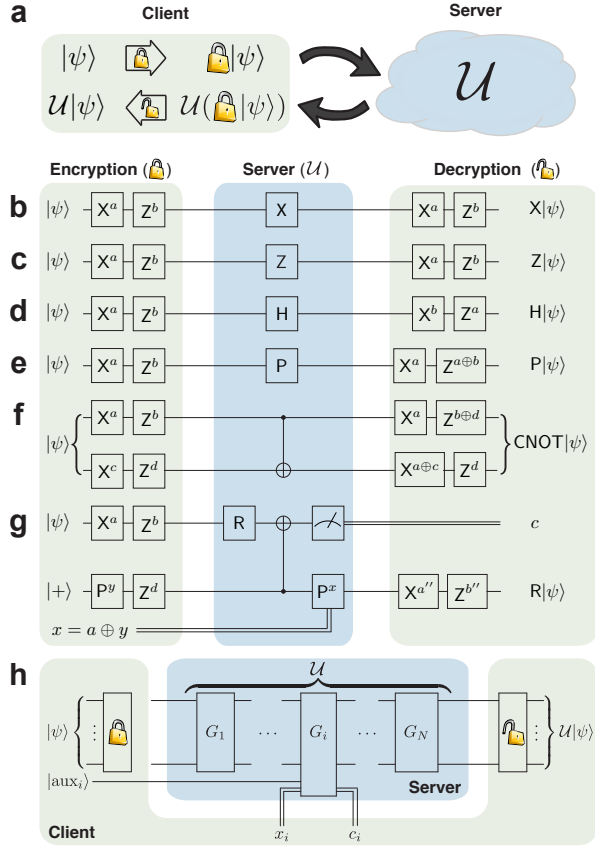 a
Client
Server
|ψ⟩ |ψ⟩
𝒰|ψ⟩ 𝒰(|ψ⟩)
𝒰
Encryption ( )
Server (𝒰)
Decryption ( )
b |ψ⟩ Xᵃ Zᵇ X Xᵃ Zᵇ X|ψ⟩
c |ψ⟩ Xᵃ Zᵇ Z Xᵃ Zᵇ Z|ψ⟩
d |ψ⟩ Xᵃ Zᵇ H Xᵇ Zᵃ H|ψ⟩
e |ψ⟩ Xᵃ Zᵇ P Xᵃ Z^{a⊕b} P|ψ⟩
f
Xᵃ Zᵇ Xᵃ Z^{b⊕d}
|ψ⟩ CNOT|ψ⟩
Xᶜ Zᵈ X^{a⊕c} Zᵈ
g |ψ⟩ Xᵃ Zᵇ R c
|+⟩ Pʸ Zᵈ Pˣ X^{a''} Z^{b''} R|ψ⟩
x = a ⊕ y
h
𝒰
|ψ⟩ ⋮ G₁ ... Gᵢ ... G_N ⋮ 𝒰|ψ⟩
|auxᵢ⟩
Server
xᵢ cᵢ
Client